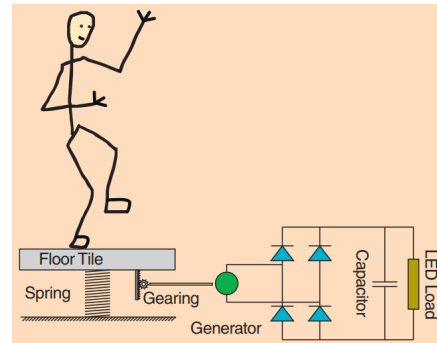 Floor Tile
Spring
Gearing
Generator
Capacitor
LED Load